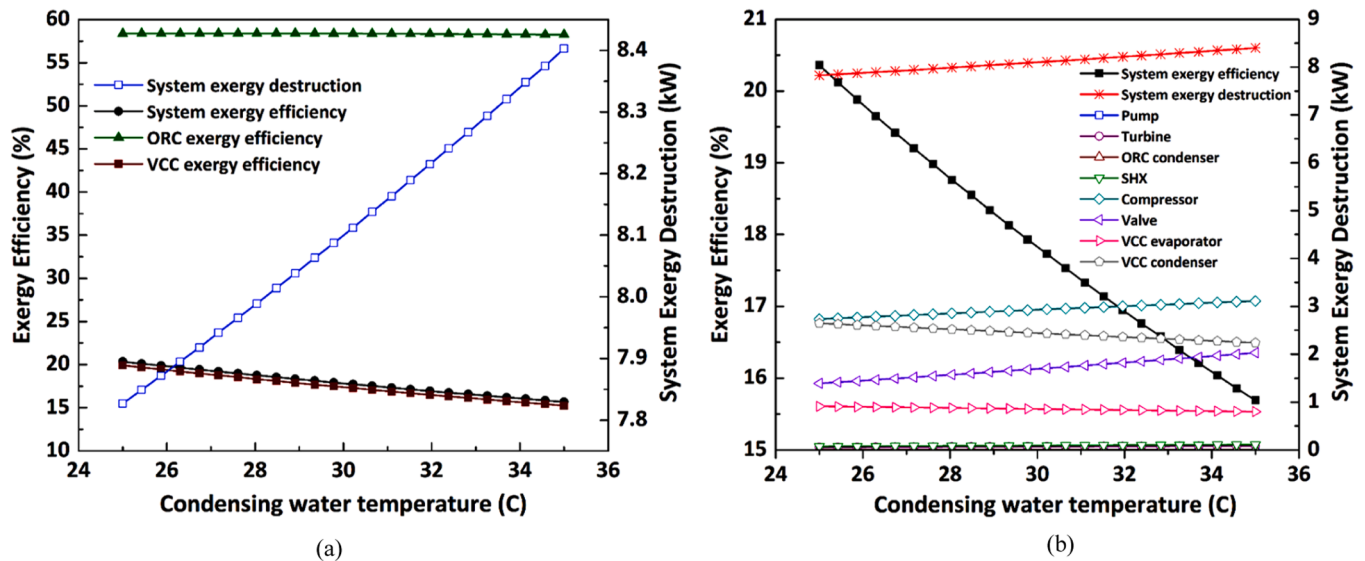 60
55
50
45
40
35
30
25
20
15
10
Exergy Efficiency (%)
System exergy destruction
System exergy efficiency
ORC exergy efficiency
VCC exergy efficiency
8.4
8.3
8.2
8.1
8.0
7.9
7.8
System Exergy Destruction (kW)
24 26 28 30 32 34 36
Condensing water temperature (C)
(a)
21
20
19
18
17
16
15
Exergy Efficiency (%)
System exergy efficiency
System exergy destruction
Pump
Turbine
ORC condenser
SHX
Compressor
Valve
VCC evaporator
VCC condenser
9
8
7
6
5
4
3
2
1
0
System Exergy Destruction (kW)
24 26 28 30 32 34 36
Condensing water temperature (C)
(b)